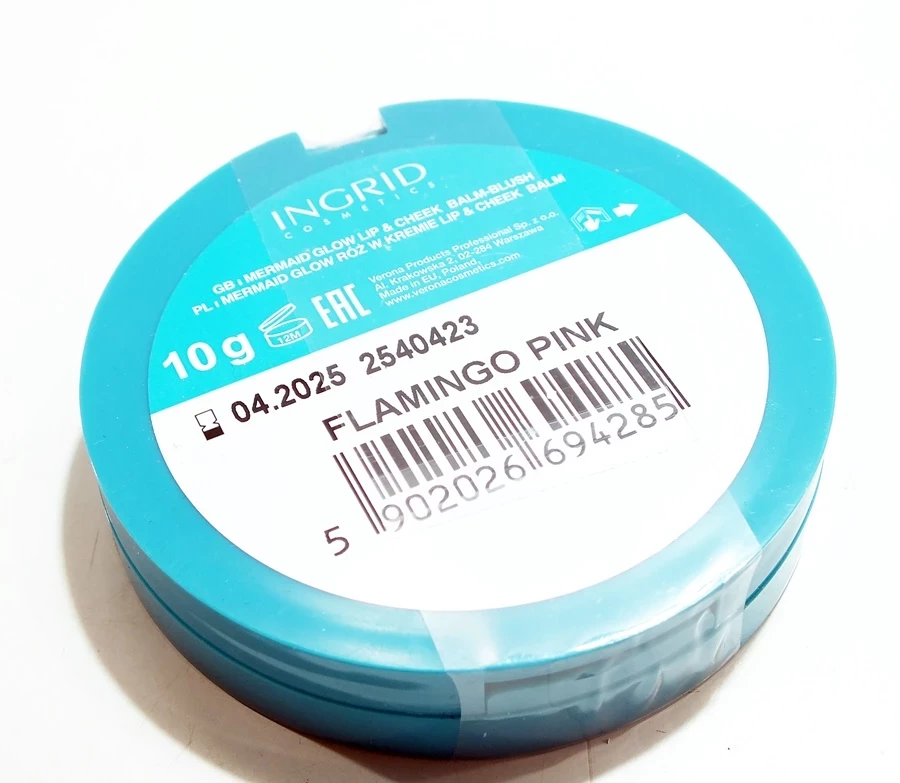 INGRID
COSMETICS
GB: MERMAID GLOW LIP & CHEEK BALM-BLUSH
PL: MERMAID GLOW RÓŻ W KREMIE LIP & CHEEK BALM
10g
12M
EAC
Verona Products Professional Sp. z o.o.
Al. Krakowska 2, 02-284 Warszawa
Made in EU, Poland,
www.veronacosmetics.com
04.2025 2540423
FLAMINGO PINK
5 902026 694285